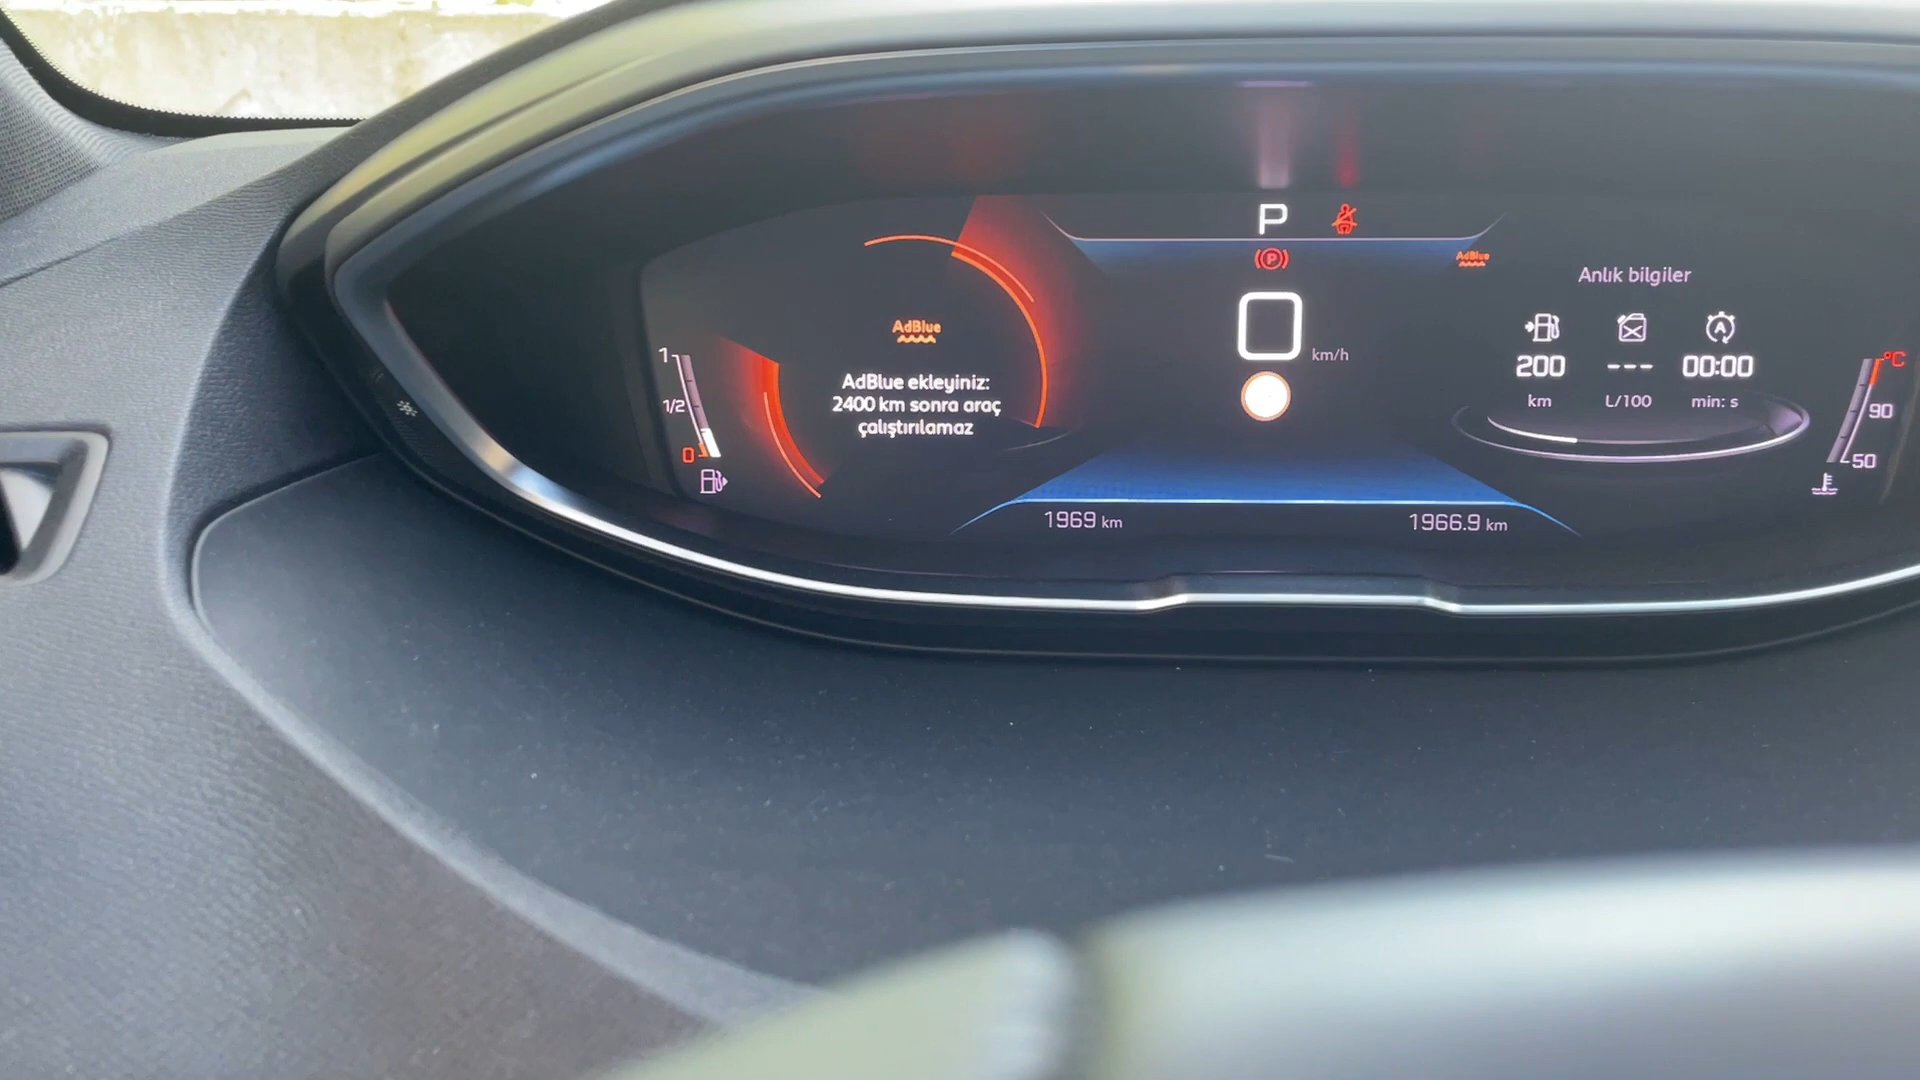 P
(P)
AdBlue
Anlık bilgiler
AdBlue
1
1/2
0
AdBlue ekleyiniz:
2400 km sonra araç
çalıştırılamaz
0 km/h
A
200 --- 00:00
km L/100 min: s
°C
90
50
1969 km
1966.9 km